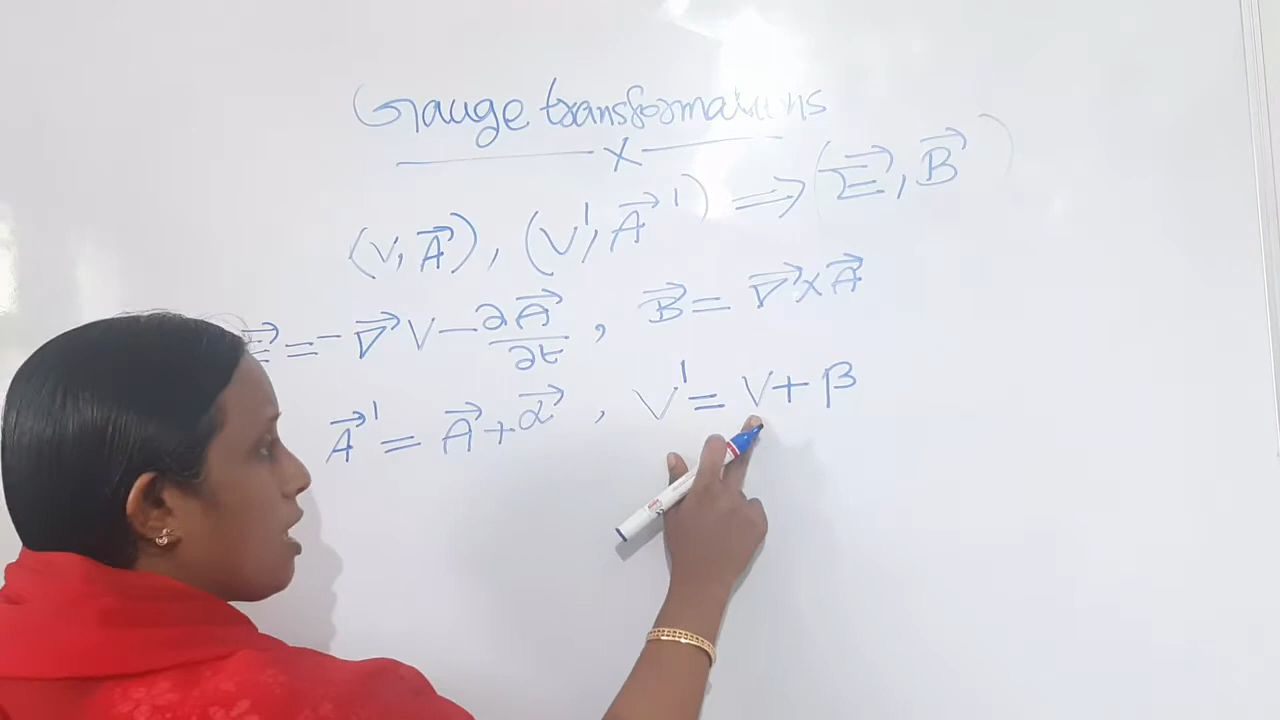 Gauge transformations
x
(V, A⃗), (V', A⃗') ⟹ (E⃗, B⃗)
E⃗ = - ∇⃗ V - ∂A⃗/∂t , B⃗ = ∇⃗ x A⃗
A⃗' = A⃗ + α⃗ , V' = V + β